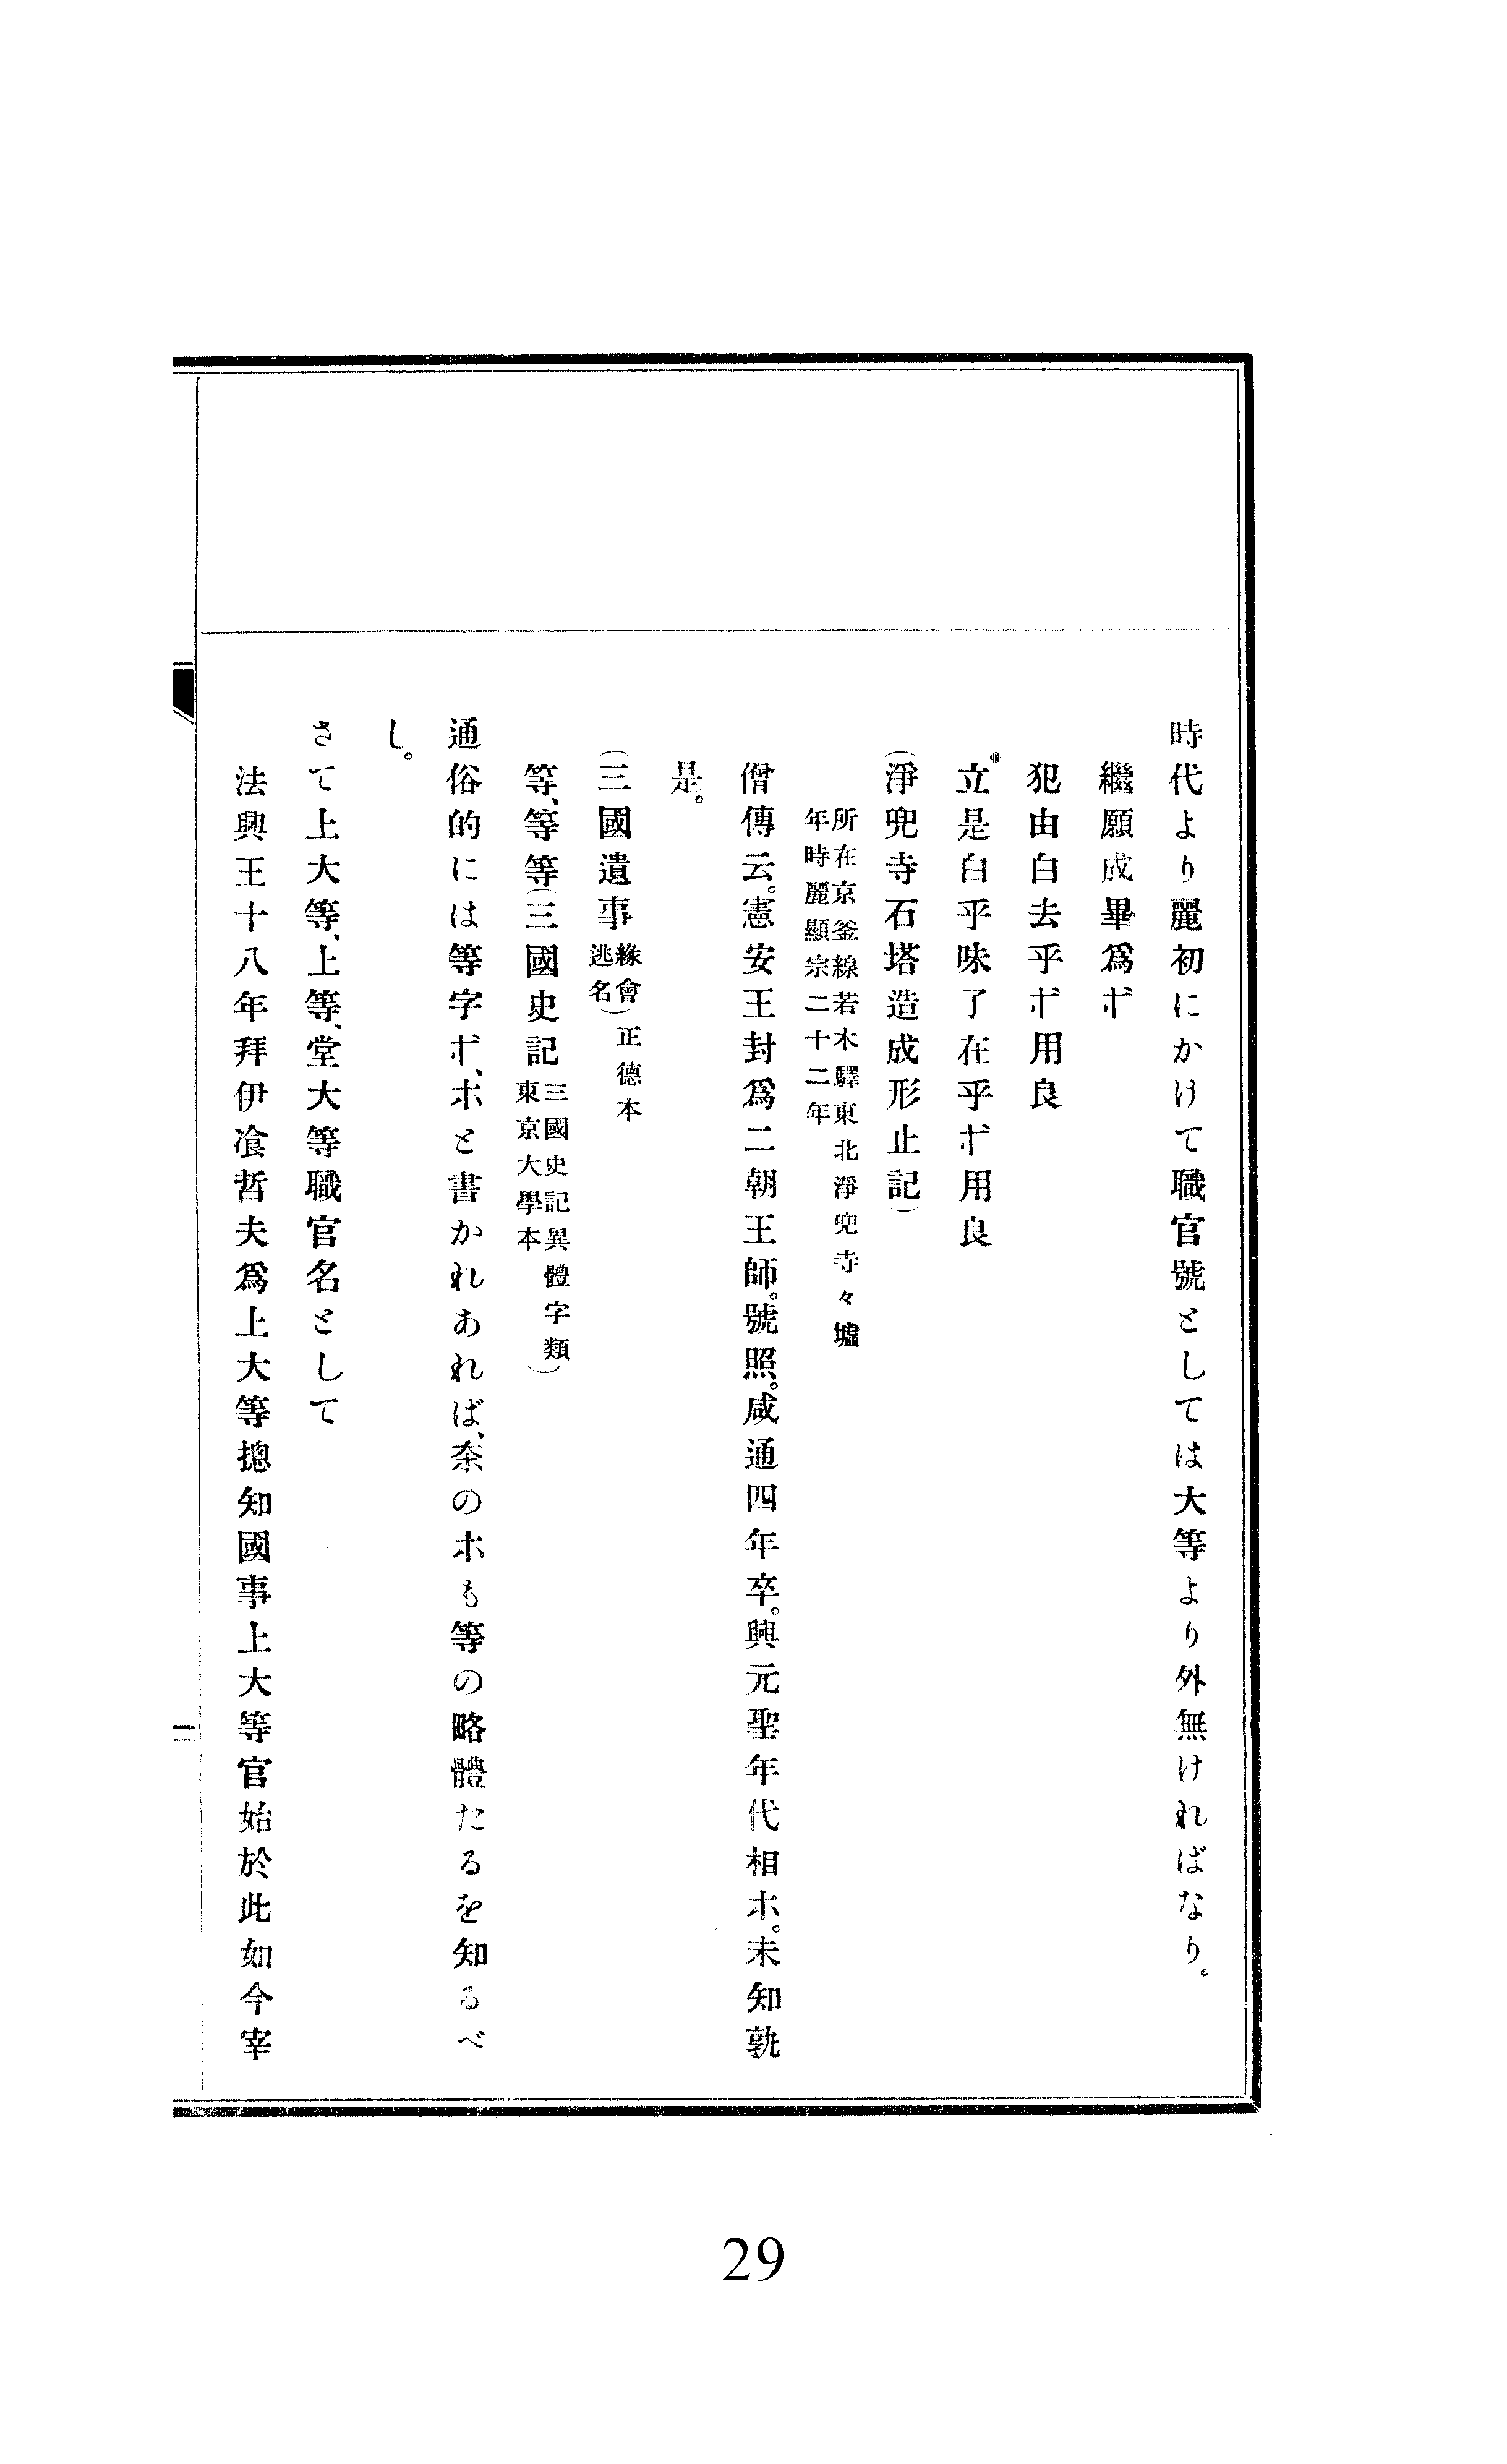 時代より麗初にかけて職官號としては大等より外無ければなり。
繼願成畢爲㐲
犯由白去乎㐲用良
立是白乎味了在乎㐲用良
(淨兜寺石塔造成形止記)
所在京釜線若木驛東北淨兜寺々墟
年時麗顯宗二十二年
僧傳云。憲安王封爲二朝王師。號照。咸通四年卒。興元聖年代相朩。未知孰
是。
(三國遺事緣會逃名)正德本
等、等等(三國史記三國史記異體字類東京大學本)
通俗的には等字、朩と書かれあれば、柰の朩も等の略體たるを知るべ
し。
さて上大等、上等、堂大等職官名として
法興王十八年拜伊飡哲夫爲上大等摠知國事上大等官始於此如今宰
二
29